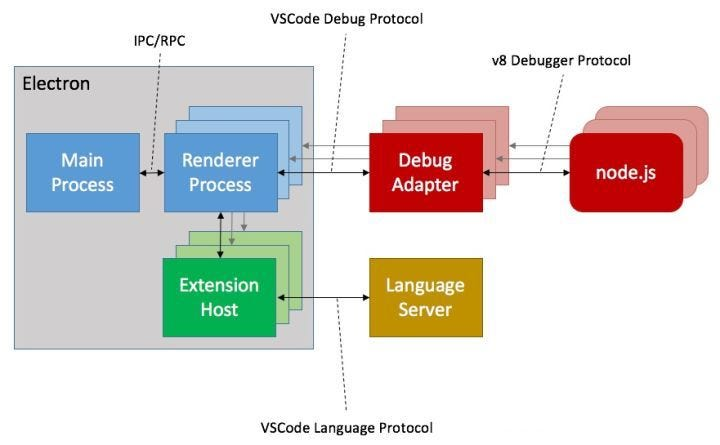 VSCode Debug Protocol
IPC/RPC
v8 Debugger Protocol
Electron
Main
Process
Renderer
Process
Debug
Adapter
node.js
Extension
Host
Language
Server
VSCode Language Protocol